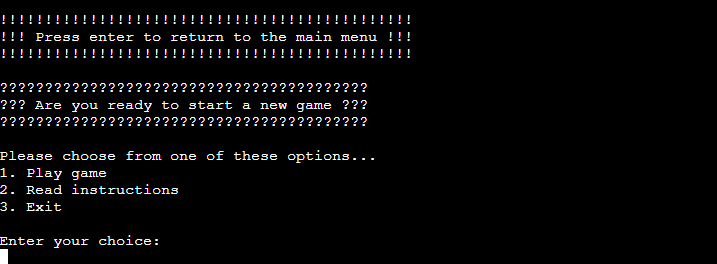 !!!!!!!!!!!!!!!!!!!!!!!!!!!!!!!!!!!!!!!!!!!!!!
!!! Press enter to return to the main menu !!!
!!!!!!!!!!!!!!!!!!!!!!!!!!!!!!!!!!!!!!!!!!!!!!
?????????????????????????????????????????
??? Are you ready to start a new game ???
?????????????????????????????????????????
Please choose from one of these options...
1. Play game
2. Read instructions
3. Exit
Enter your choice: